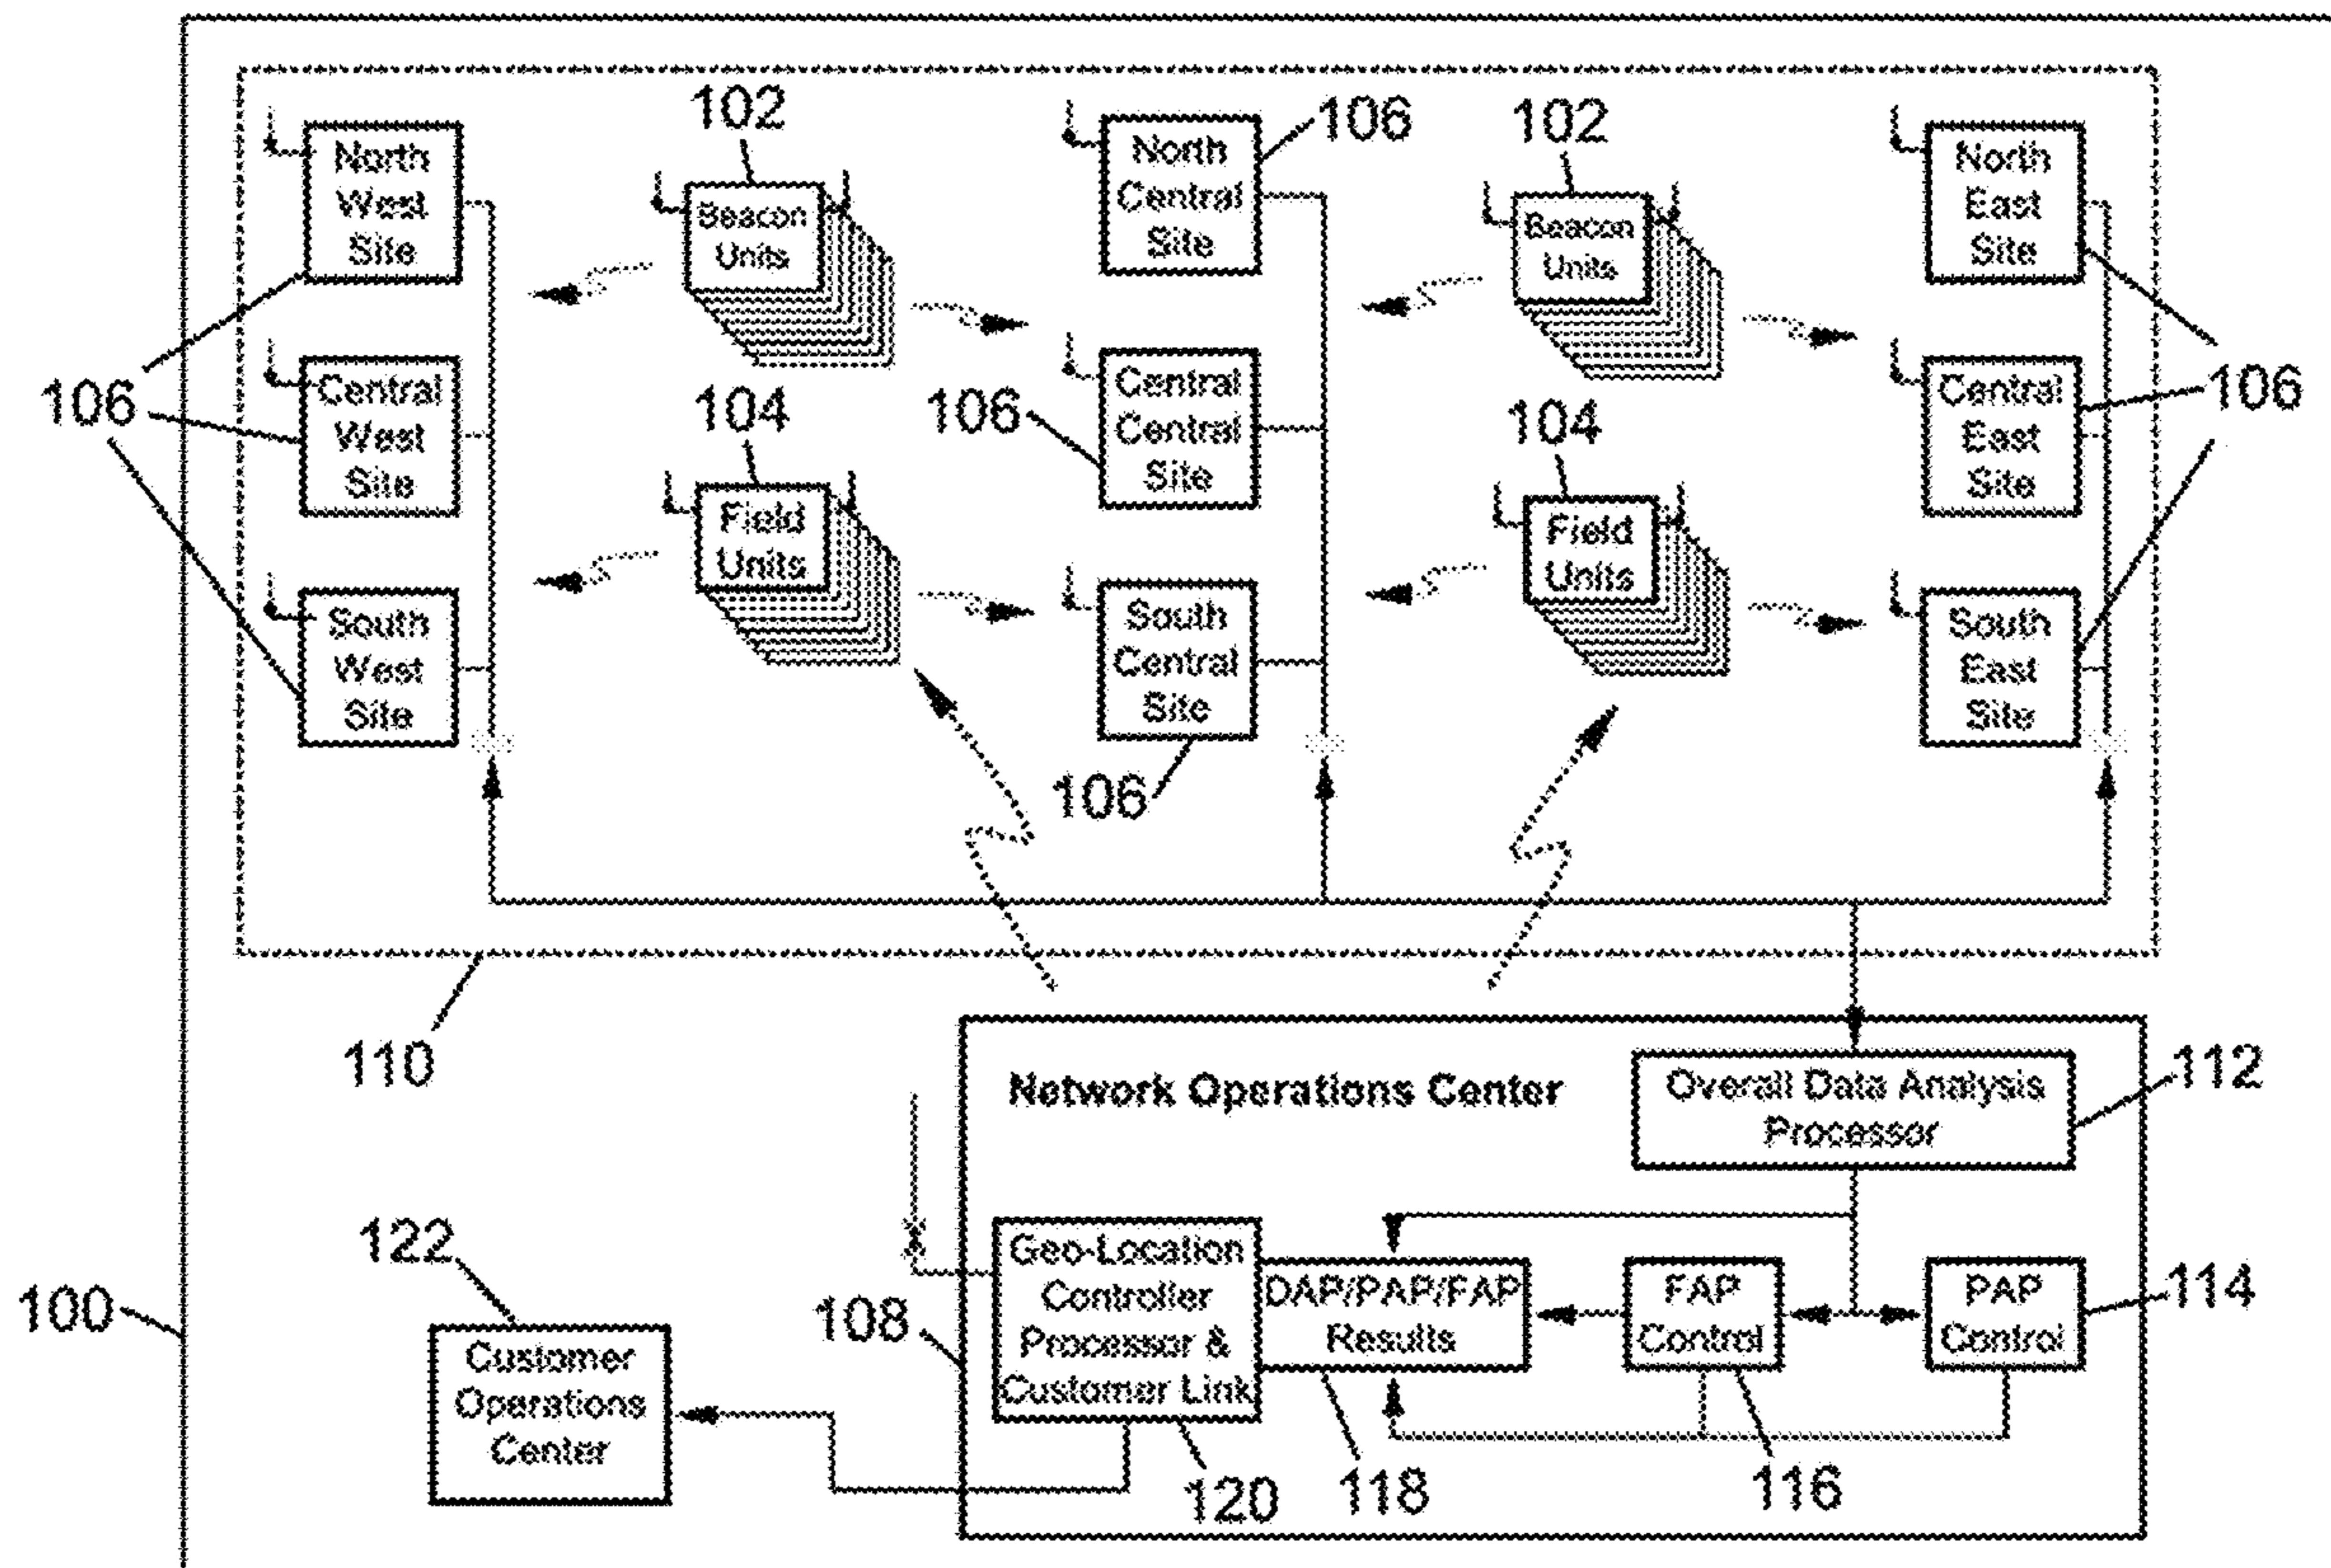 102
106
102
North
West
Site
Beacon
Units
North
Central
Site
Beacon
Units
North
East
Site
106
Central
West
Site
104
106
Central
Central
Site
104
Central
East
Site
106
Field
Units
Field
Units
South
West
Site
South
Central
Site
South
East
Site
106
110
Network Operations Center
Overall Data Analysis
Processor
112
122
100
Customer
Operations
Center
108
Geo-Location
Controller
Processor &
Customer Link
DAP/PAP/FAP
Results
FAP
Control
PAP
Control
114
120
118
116